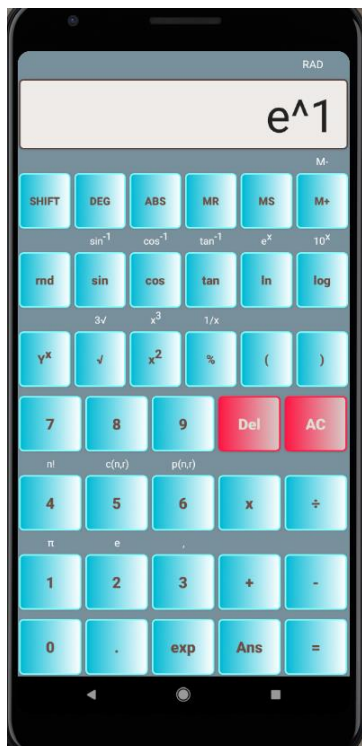 RAD
e^1
M-
SHIFT DEG ABS MR MS M+
sin⁻¹ cos⁻¹ tan⁻¹ eˣ 10ˣ
rnd sin cos tan ln log
3√ x³ 1/x
Yˣ √ x² % ( )
7 8 9 Del AC
n! c(n,r) p(n,r)
4 5 6 x ÷
π e ,
1 2 3 + -
0 . exp Ans =